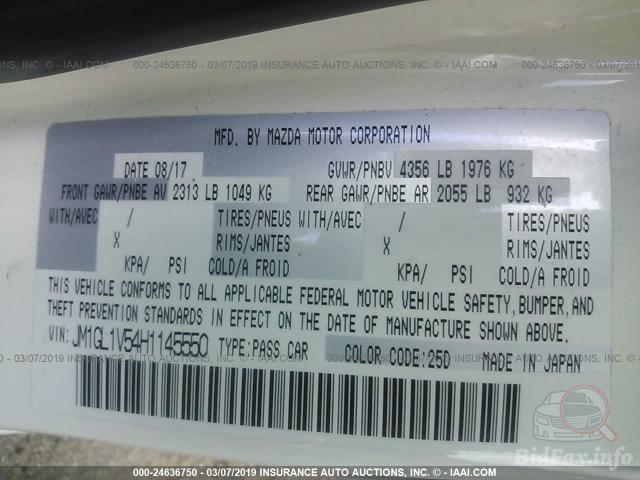 000-24636750 - 03/07/2019 INSURANCE AUTO AUCTIONS, INC. - IAAI.COM
MFD. BY MAZDA MOTOR CORPORATION
DATE 08/17 GVWR/PNBV 4356 LB 1976 KG
FRONT GAWR/PNBE AV 2313 LB 1049 KG REAR GAWR/PNBE AR 2055 LB 932 KG
WITH/AVEC / TIRES/PNEUS WITH/AVEC / TIRES/PNEUS
X RIMS/JANTES X RIMS/JANTES
KPA/ PSI COLD/A FROID KPA/ PSI COLD/A FROID
THIS VEHICLE CONFORMS TO ALL APPLICABLE FEDERAL MOTOR VEHICLE SAFETY, BUMPER, AND
THEFT PREVENTION STANDARDS IN EFFECT ON THE DATE OF MANUFACTURE SHOWN ABOVE.
VIN: JM1GL1V54H1145550 TYPE:PASS CAR COLOR CODE:25D MADE IN JAPAN
BidFax.info
000-24636750 - 03/07/2019 INSURANCE AUTO AUCTIONS, INC. - IAAI.COM